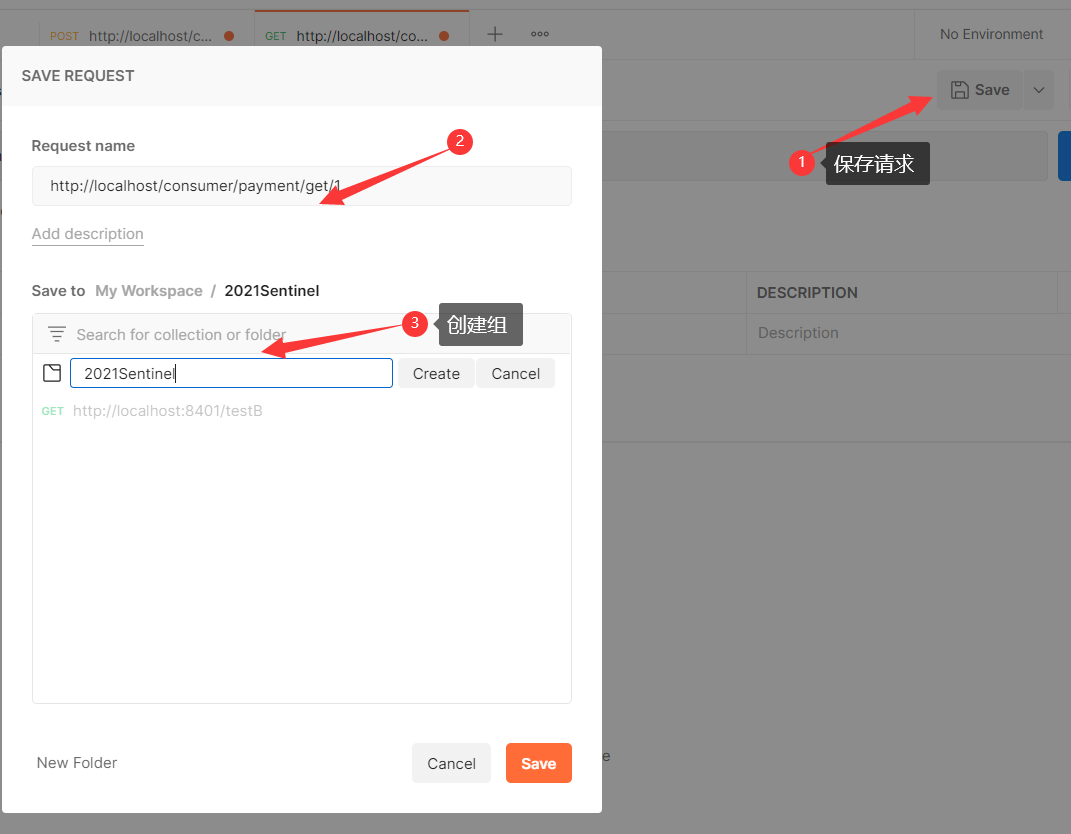 POST http://localhost/c... GET http://localhost/co... No Environment
SAVE REQUEST
Save
Request name
2
1 保存请求
http://localhost/consumer/payment/get/1
Add description
Save to My Workspace / 2021Sentinel
DESCRIPTION
3 创建组
Search for collection or folder
Description
2021Sentinel Create Cancel
GET http://localhost:8401/testB
New Folder Cancel Save
e